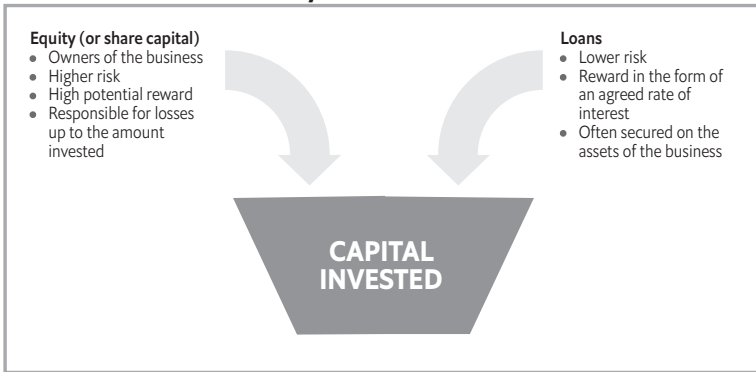 Equity (or share capital)
• Owners of the business
• Higher risk
• High potential reward
• Responsible for losses
up to the amount
invested
Loans
• Lower risk
• Reward in the form of
an agreed rate of
interest
• Often secured on the
assets of the business
CAPITAL
INVESTED